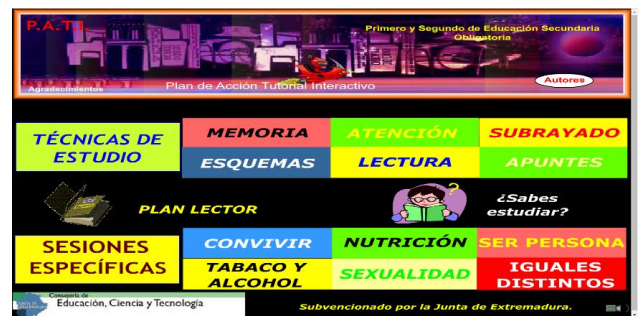 P.A.T.I.
Primero y Segundo de Educación Secundaria
Obligatoria
Agradecimientos
Plan de Acción Tutorial Interactivo
Autores
TÉCNICAS DE
ESTUDIO
MEMORIA
ATENCIÓN
SUBRAYADO
ESQUEMAS
LECTURA
APUNTES
PLAN LECTOR
?
¿Sabes
estudiar?
SESIONES
ESPECÍFICAS
CONVIVIR
NUTRICIÓN
SER PERSONA
TABACO Y
ALCOHOL
SEXUALIDAD
IGUALES
DISTINTOS
Consejería de
Educación, Ciencia y Tecnología
Subvencionado por la Junta de Extremadura.